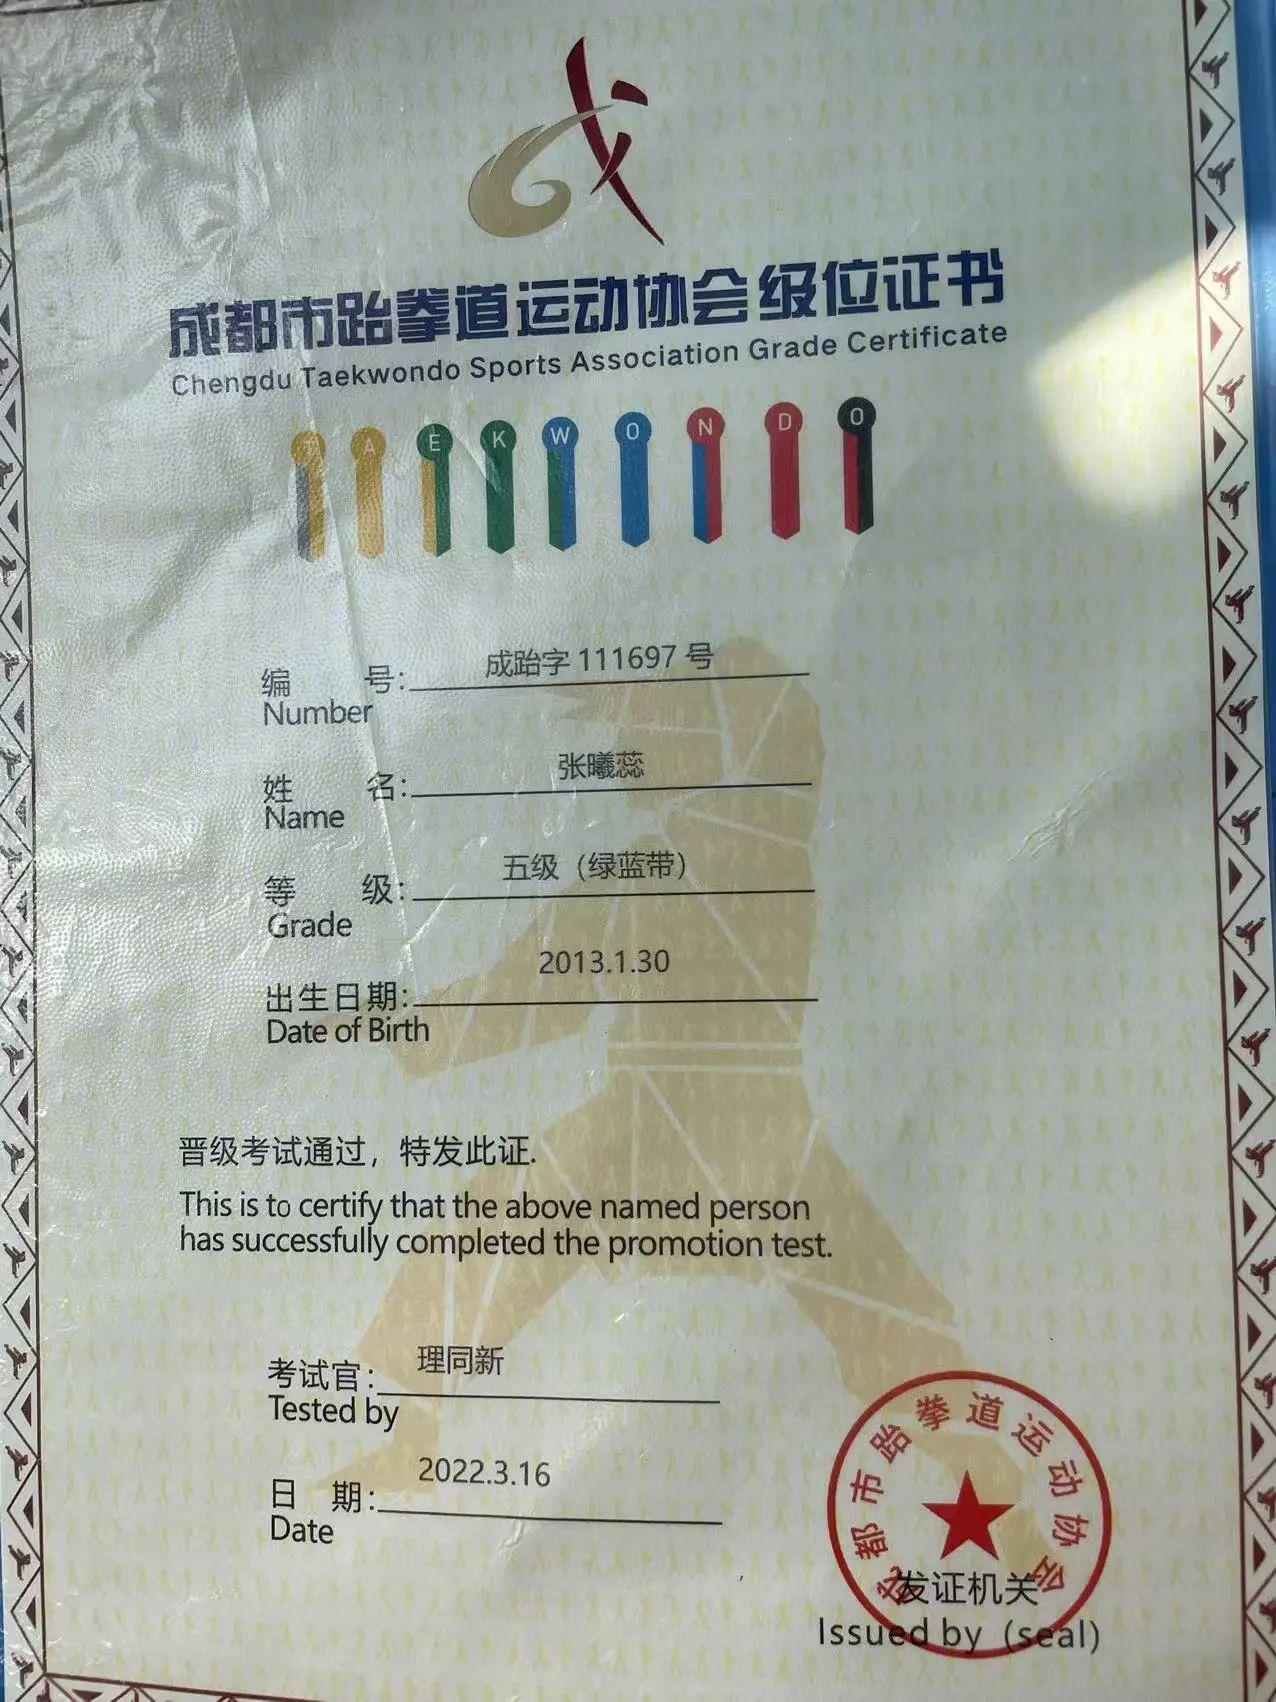 成都市跆拳道运动协会级位证书
Chengdu Taekwondo Sports Association Grade Certificate
T A E K W O N D O
编 号: 成跆字 111697 号
Number
姓 名: 张曦蕊
Name
等 级: 五级（绿蓝带）
Grade
出生日期: 2013.1.30
Date of Birth
晋级考试通过，特发此证.
This is to certify that the above named person
has successfully completed the promotion test.
考试官: 理同新
Tested by
日 期: 2022.3.16
Date
成都市跆拳道运动协会
发证机关
Issued by (seal)